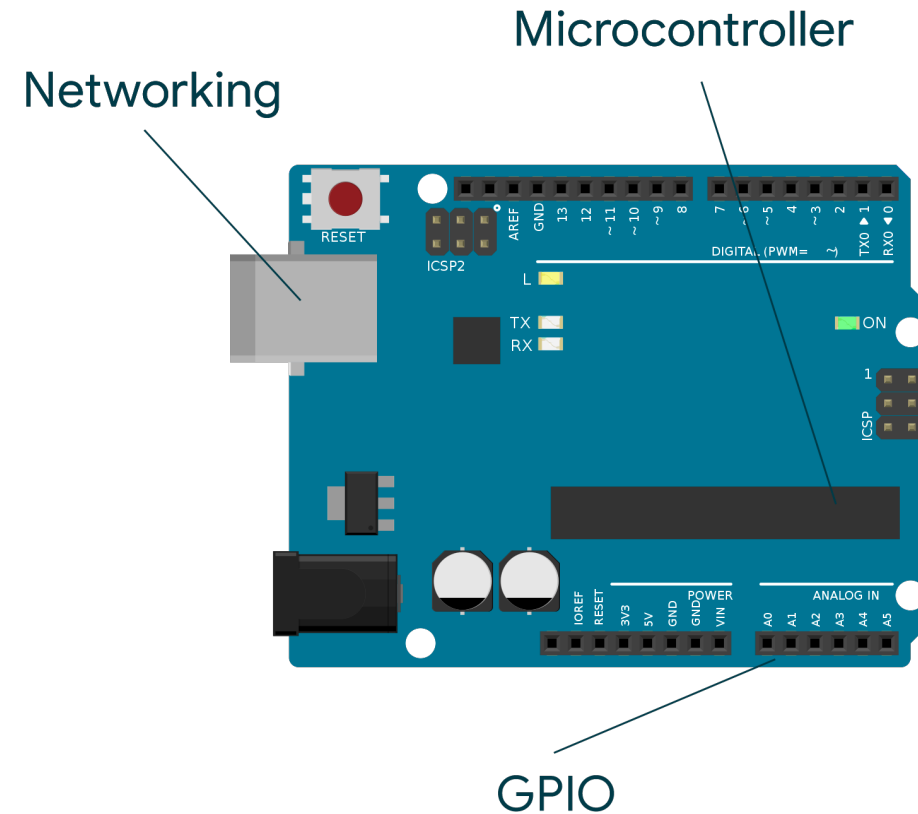 Microcontroller
Networking
RESET
ICSP2
AREF
GND
13
12
~11
~10
~9
8
7
~6
~5
4
~3
2
TX0 ▶ 1
RX0 ◀ 0
DIGITAL (PWM= ~)
L
TX
RX
ON
1
ICSP
IOREF
RESET
3V3
5V
GND
GND
VIN
POWER
ANALOG IN
A0
A1
A2
A3
A4
A5
GPIO